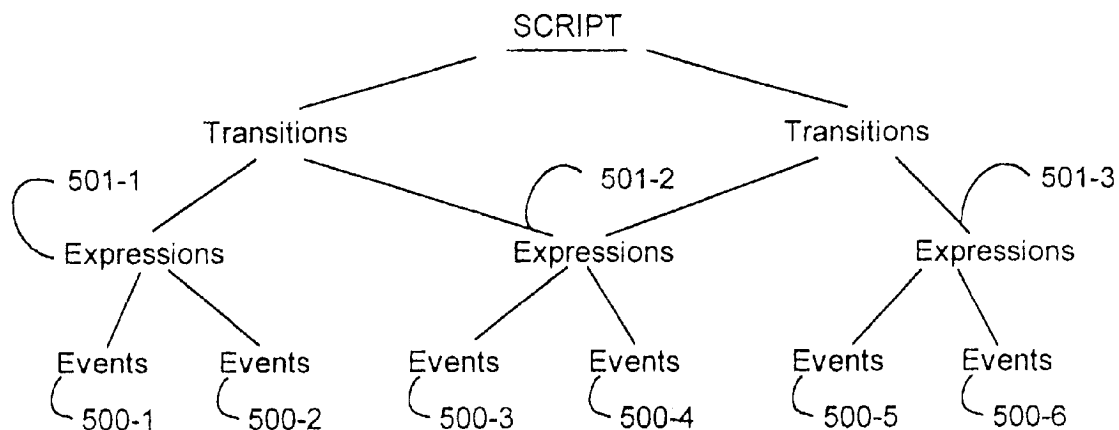 SCRIPT
Transitions Transitions
501-1 501-2 501-3
Expressions Expressions Expressions
Events Events Events Events Events Events
500-1 500-2 500-3 500-4 500-5 500-6